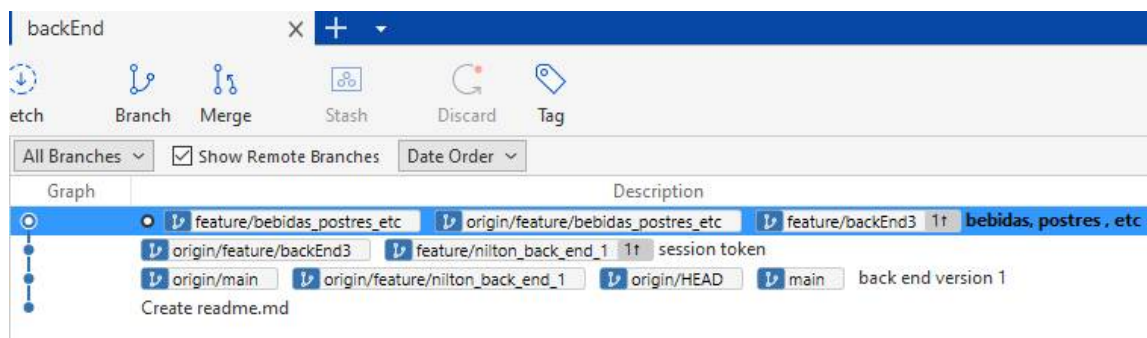 backEnd
etch Branch Merge Stash Discard Tag
All Branches Show Remote Branches Date Order
Graph Description
feature/bebidas_postres_etc origin/feature/bebidas_postres_etc feature/backEnd3 1↑ bebidas, postres , etc
origin/feature/backEnd3 feature/nilton_back_end_1 1↑ session token
origin/main origin/feature/nilton_back_end_1 origin/HEAD main back end version 1
Create readme.md